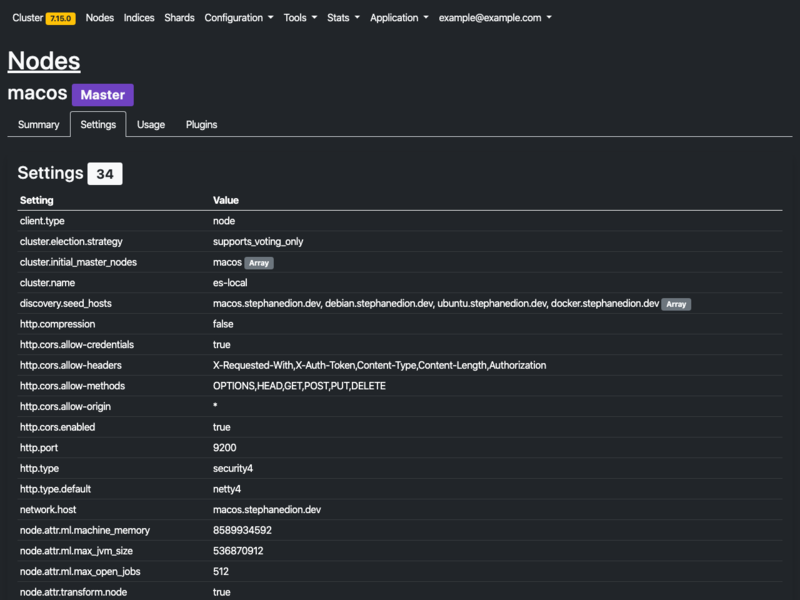 Cluster 7.15.0 Nodes Indices Shards Configuration Tools Stats Application example@example.com
Nodes
macos Master
Summary Settings Usage Plugins
Settings 34
Setting Value
client.type node
cluster.election.strategy supports_voting_only
cluster.initial_master_nodes macos Array
cluster.name es-local
discovery.seed_hosts macos.stephanedion.dev, debian.stephanedion.dev, ubuntu.stephanedion.dev, docker.stephanedion.dev Array
http.compression false
http.cors.allow-credentials true
http.cors.allow-headers X-Requested-With,X-Auth-Token,Content-Type,Content-Length,Authorization
http.cors.allow-methods OPTIONS,HEAD,GET,POST,PUT,DELETE
http.cors.allow-origin *
http.cors.enabled true
http.port 9200
http.type security4
http.type.default netty4
network.host macos.stephanedion.dev
node.attr.ml.machine_memory 8589934592
node.attr.ml.max_jvm_size 536870912
node.attr.ml.max_open_jobs 512
node.attr.transform.node true